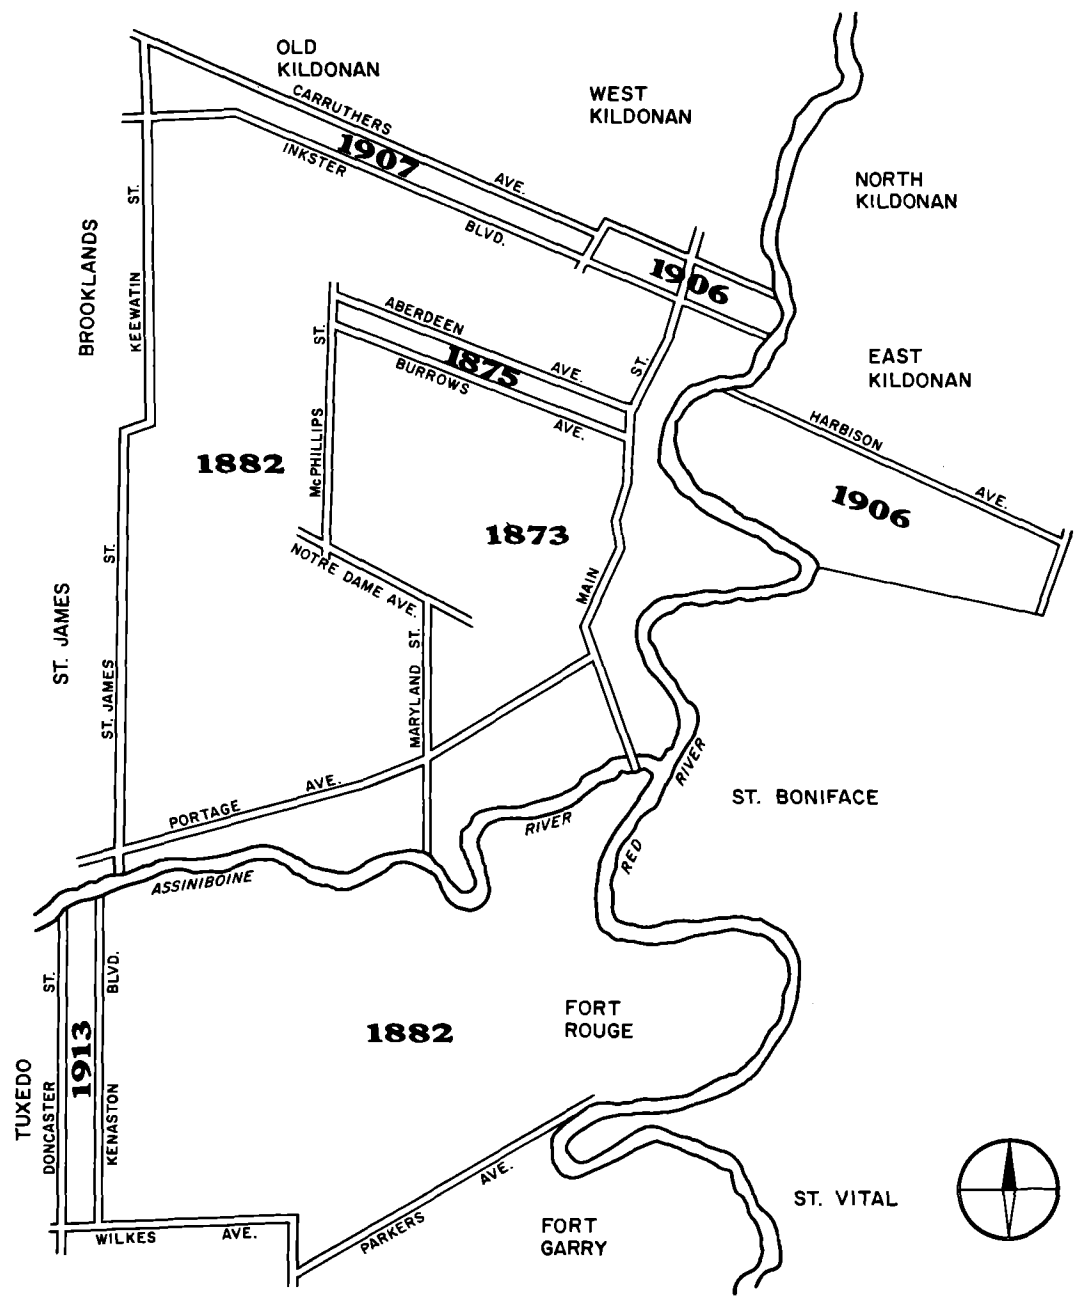 OLD
KILDONAN
WEST
KILDONAN
CARRUTHERS AVE.
1907
INKSTER BLVD.
NORTH
KILDONAN
BROOKLANDS
KEEWATIN ST.
1906
ABERDEEN AVE.
1875
BURROWS AVE.
EAST
KILDONAN
HARBISON AVE.
1906
McPHILLIPS ST.
1882
1873
MAIN ST.
NOTRE DAME AVE.
ST. JAMES
ST. JAMES ST.
MARYLAND ST.
PORTAGE AVE.
ASSINIBOINE RIVER
RED RIVER
ST. BONIFACE
TUXEDO
DONCASTER ST.
1913
KENASTON BLVD.
1882
FORT
ROUGE
WILKES AVE.
PARKERS AVE.
FORT
GARRY
ST. VITAL